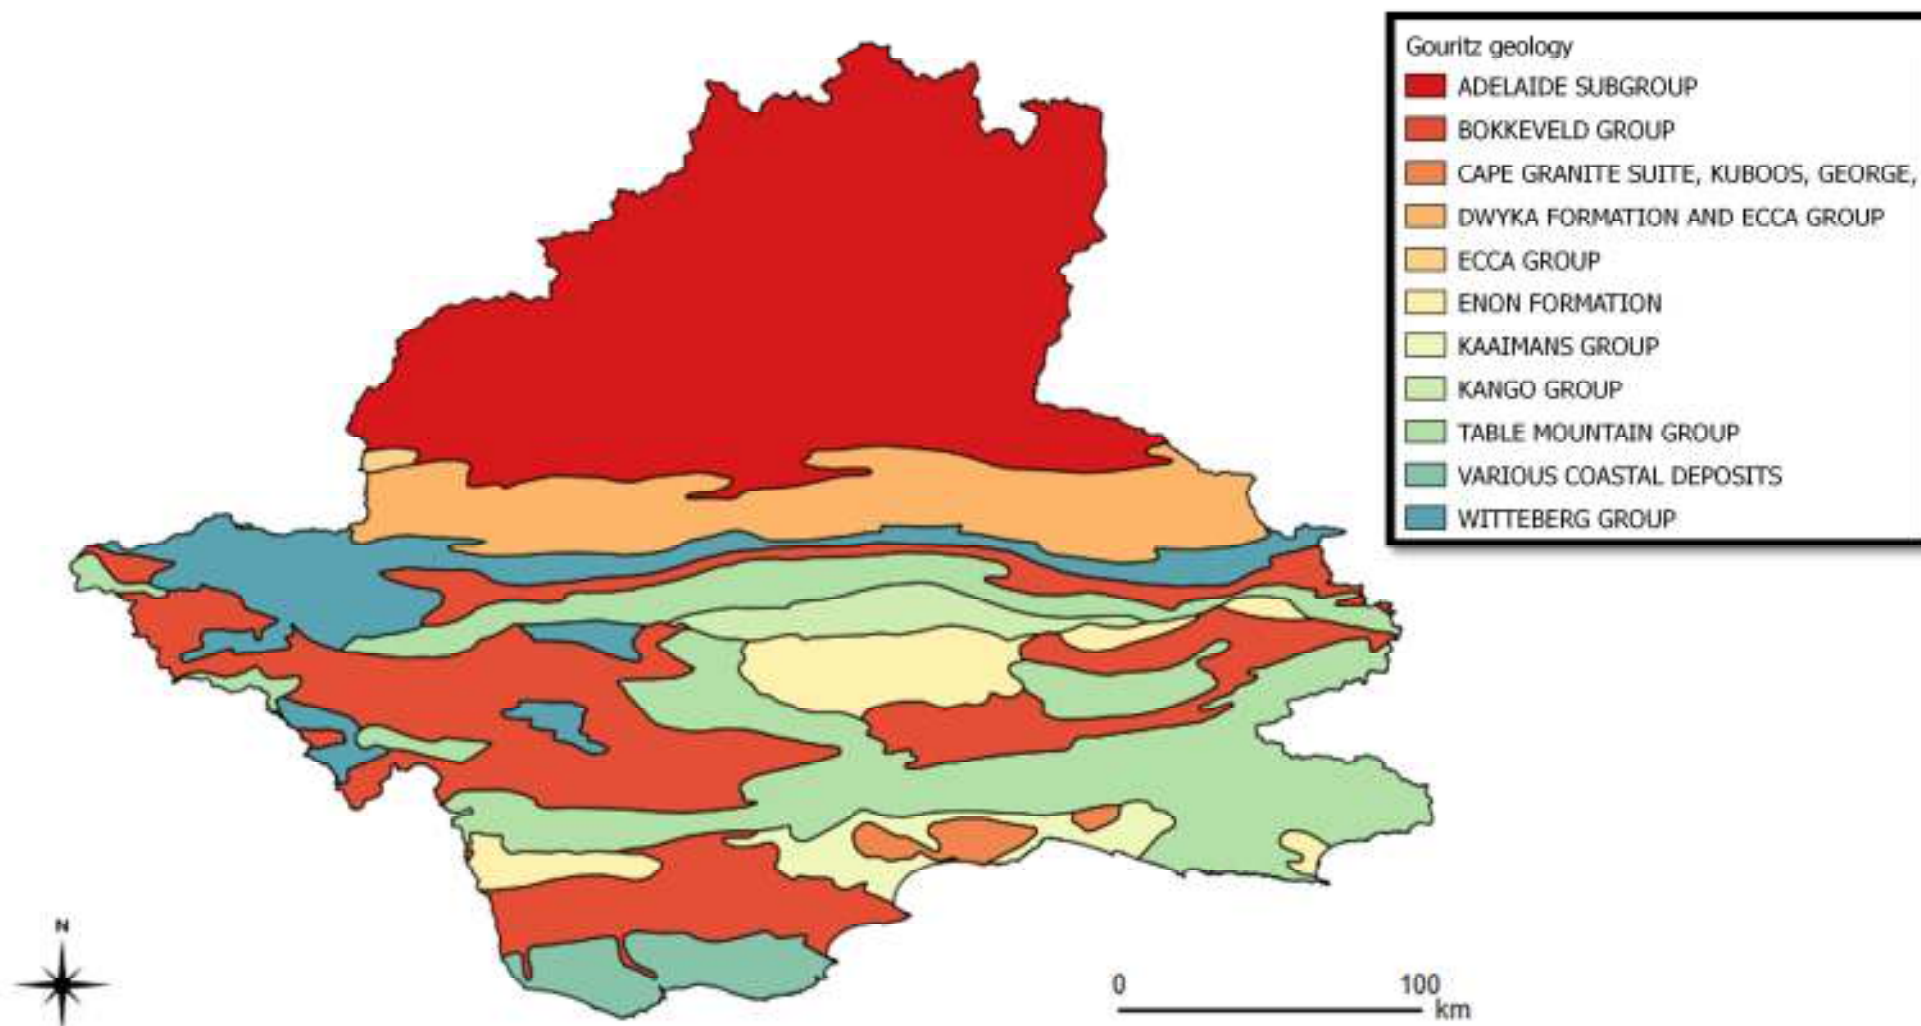 Gouritz geology
ADELAIDE SUBGROUP
BOKKEVELD GROUP
CAPE GRANITE SUITE, KUBOOS, GEORGE,
DWYKA FORMATION AND ECCA GROUP
ECCA GROUP
ENON FORMATION
KAAIMANS GROUP
KANGO GROUP
TABLE MOUNTAIN GROUP
VARIOUS COASTAL DEPOSITS
WITTEBERG GROUP
N
0 100
km